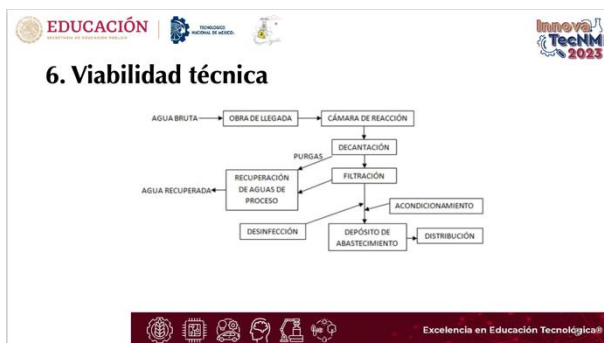 EDUCACIÓN
SECRETARÍA DE EDUCACIÓN PÚBLICA
TECNOLÓGICO
NACIONAL DE MÉXICO
Innova
TecNM
2023
6. Viabilidad técnica
AGUA BRUTA
OBRA DE LLEGADA
CÁMARA DE REACCIÓN
DECANTACIÓN
PURGAS
AGUA RECUPERADA
RECUPERACIÓN
DE AGUAS DE
PROCESO
FILTRACIÓN
ACONDICIONAMIENTO
DESINFECCIÓN
DEPÓSITO DE
ABASTECIMIENTO
DISTRIBUCIÓN
Excelencia en Educación Tecnológica®